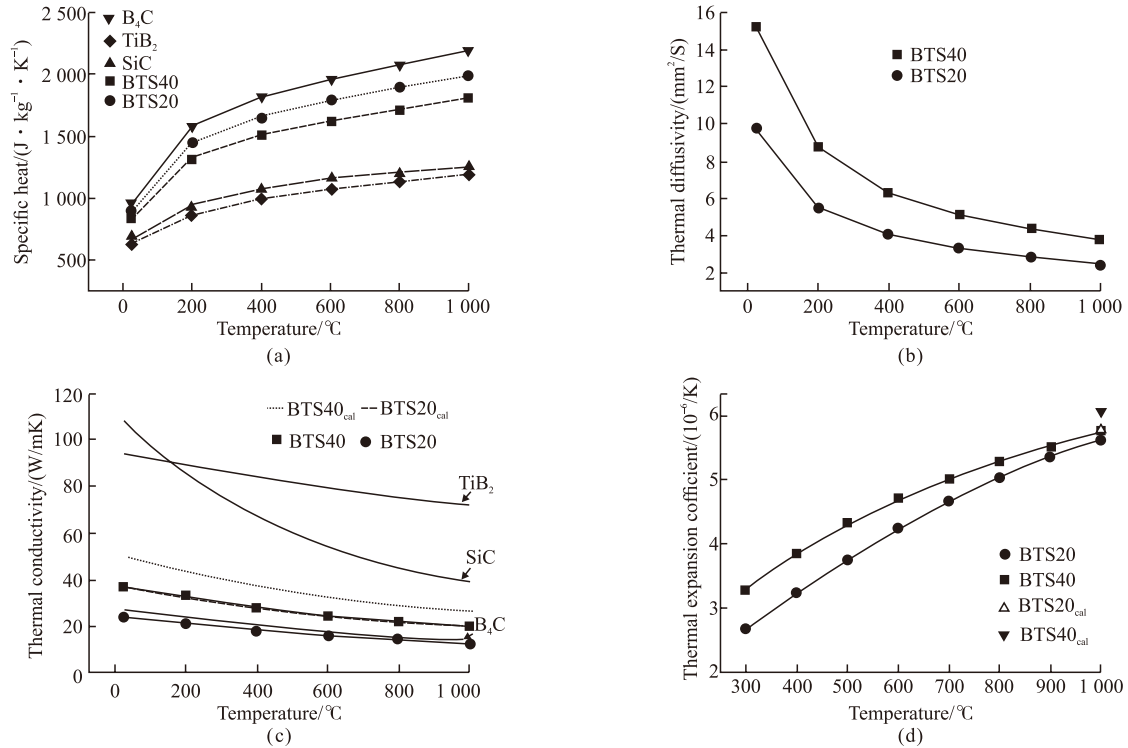 2 500
2 000
1 500
1 000
500
Specific heat/(J · kg⁻¹ · K⁻¹)
B₄C
TiB₂
SiC
BTS40
BTS20
0 200 400 600 800 1 000
Temperature/℃
(a)
16
14
12
10
8
6
4
2
Thermal diffusivity/(mm²/S)
BTS40
BTS20
0 200 400 600 800 1 000
Temperature/℃
(b)
120
100
80
60
40
20
0
Thermal conductivity/(W/mK)
BTS40cal BTS20cal
BTS40 BTS20
TiB₂
SiC
B₄C
0 200 400 600 800 1 000
Temperature/℃
(c)
6
5
4
3
2
Thermal expansion cofficient/(10⁻⁶/K)
BTS20
BTS40
BTS20cal
BTS40cal
300 400 500 600 700 800 900 1 000
Temperature/℃
(d)